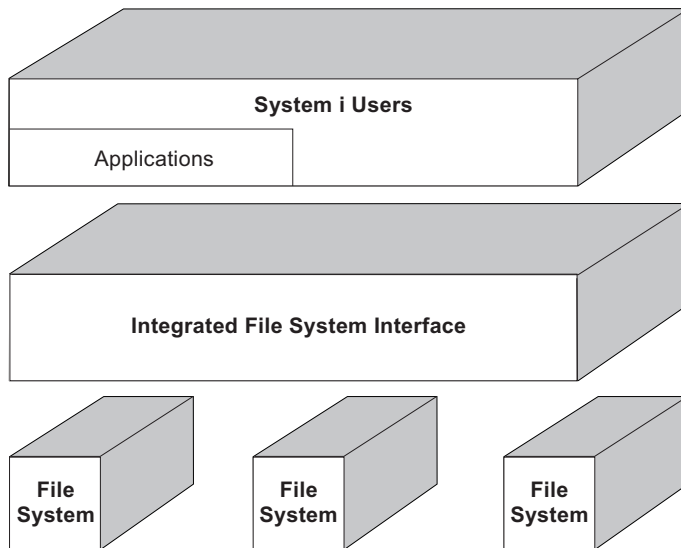 System i Users
Applications
Integrated File System Interface
File
System
File
System
File
System